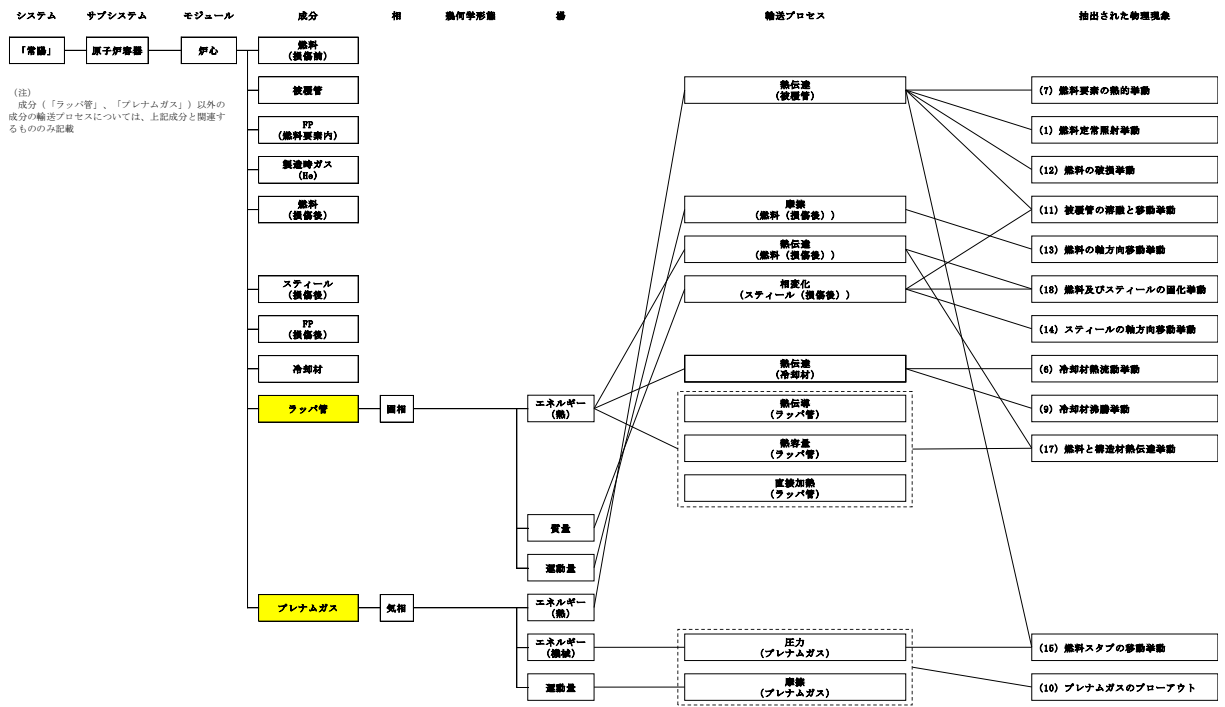 システム サブシステム モジュール 成分 相 幾何学形態 場 輸送プロセス 抽出された物理現象
「常陽」 原子炉容器 炉心
燃料
(損傷前)
(注)
成分(「ラッパ管」、「プレナムガス」)以外の
成分の輸送プロセスについては、上記成分と関連す
るもののみ記載
被覆管
FP
(燃料要素内)
製造時ガス
(He)
燃料
(損傷後)
スティール
(損傷後)
FP
(損傷後)
冷却材
ラッパ管
固相
エネルギー
(熱)
質量
運動量
プレナムガス
気相
エネルギー
(熱)
エネルギー
(機械)
運動量
熱伝達
(被覆管)
摩擦
(燃料(損傷後))
熱伝達
(燃料(損傷後))
相変化
(スティール(損傷後))
熱伝達
(冷却材)
熱伝導
(ラッパ管)
熱容量
(ラッパ管)
直接加熱
(ラッパ管)
圧力
(プレナムガス)
摩擦
(プレナムガス)
(7) 燃料要素の熱的挙動
(1) 燃料定常照射挙動
(12) 燃料の破損挙動
(11) 被覆管の溶融と移動挙動
(13) 燃料の軸方向移動挙動
(18) 燃料及びスティールの固化挙動
(14) スティールの軸方向移動挙動
(6) 冷却材熱流動挙動
(9) 冷却材沸騰挙動
(17) 燃料と構造材熱伝達挙動
(15) 燃料スタブの移動挙動
(10) プレナムガスのブローアウト